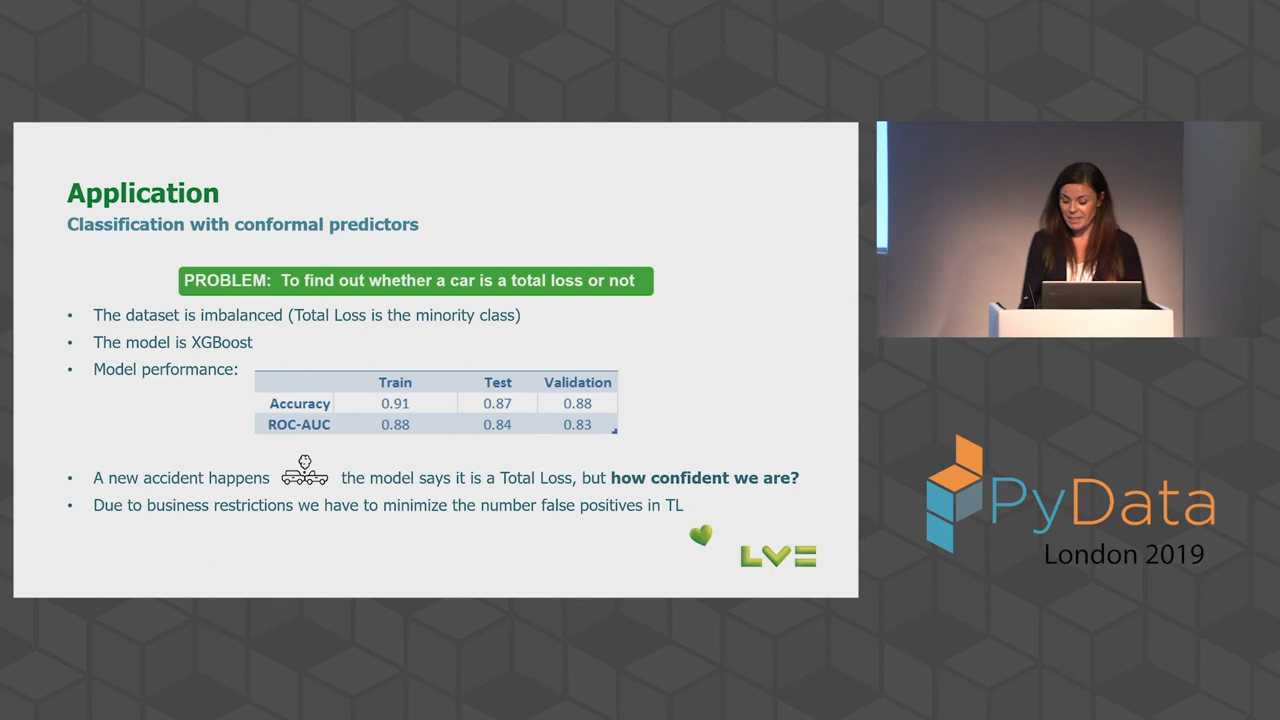 Application
Classification with conformal predictors
PROBLEM: To find out whether a car is a total loss or not
• The dataset is imbalanced (Total Loss is the minority class)
• The model is XGBoost
• Model performance:
Train Test Validation
Accuracy 0.91 0.87 0.88
ROC-AUC 0.88 0.84 0.83
• A new accident happens the model says it is a Total Loss, but how confident we are?
• Due to business restrictions we have to minimize the number false positives in TL
LV=
PyData
London 2019